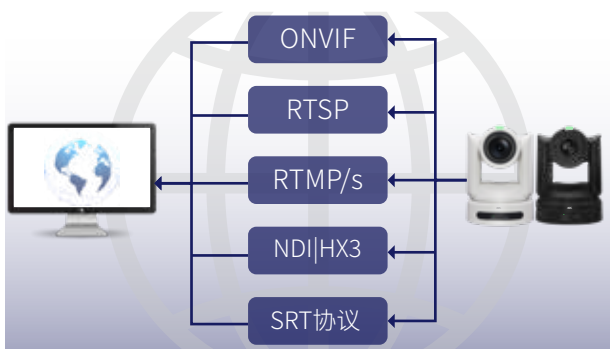 ONVIF
RTSP
RTMP/s
NDI|HX3
SRT协议